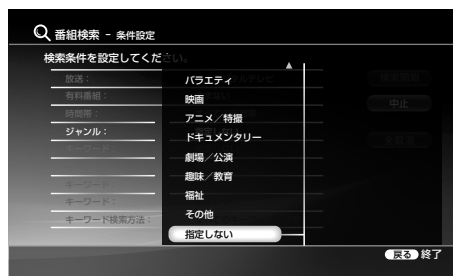 番組検索 - 条件設定
検索条件を設定してください。
放送：
有料番組：
時間帯：
ジャンル：
キーワード：
キーワード：
キーワード：
キーワード検索方法：
バラエティ
映画
アニメ／特撮
ドキュメンタリー
劇場／公演
趣味／教育
福祉
その他
指定しない
中止
戻る 終了